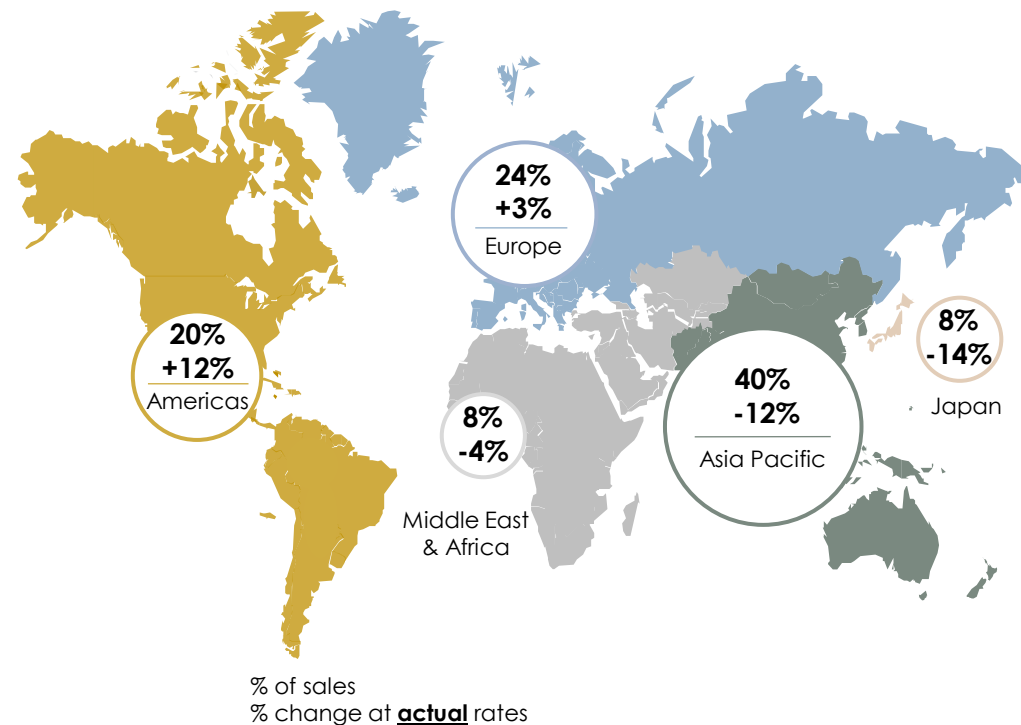 24%
+3%
Europe
20%
+12%
Americas
8%
-14%
Japan
40%
-12%
Asia Pacific
8%
-4%
Middle East
& Africa
% of sales
% change at actual rates